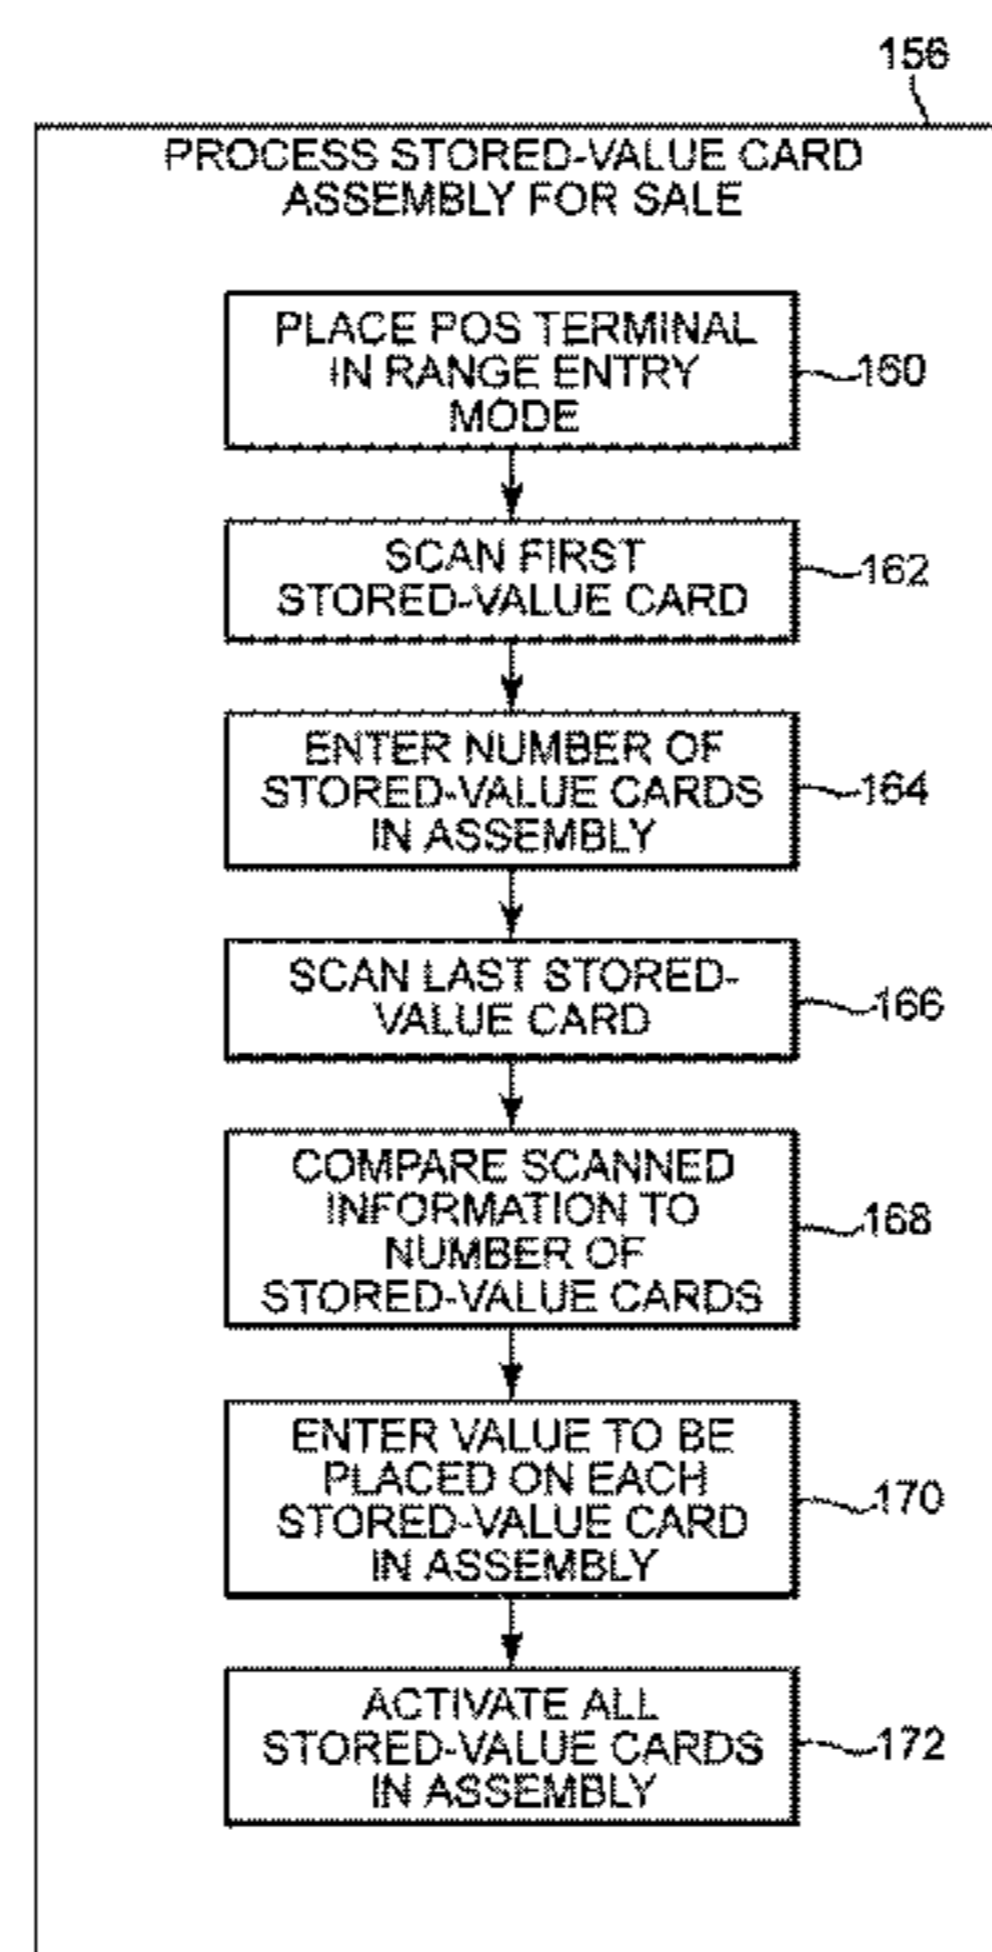 156
PROCESS STORED-VALUE CARD
ASSEMBLY FOR SALE
PLACE POS TERMINAL
IN RANGE ENTRY
MODE
160
SCAN FIRST
STORED-VALUE CARD
162
ENTER NUMBER OF
STORED-VALUE CARDS
IN ASSEMBLY
164
SCAN LAST STORED-
VALUE CARD
166
COMPARE SCANNED
INFORMATION TO
NUMBER OF
STORED-VALUE CARDS
168
ENTER VALUE TO BE
PLACED ON EACH
STORED-VALUE CARD
IN ASSEMBLY
170
ACTIVATE ALL
STORED-VALUE CARDS
IN ASSEMBLY
172